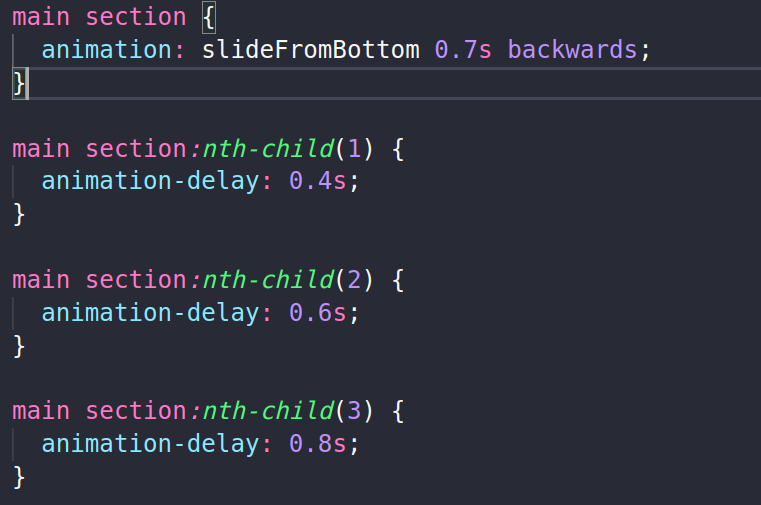 main section {
  animation: slideFromBottom 0.7s backwards;
}
main section:nth-child(1) {
  animation-delay: 0.4s;
}
main section:nth-child(2) {
  animation-delay: 0.6s;
}
main section:nth-child(3) {
  animation-delay: 0.8s;
}